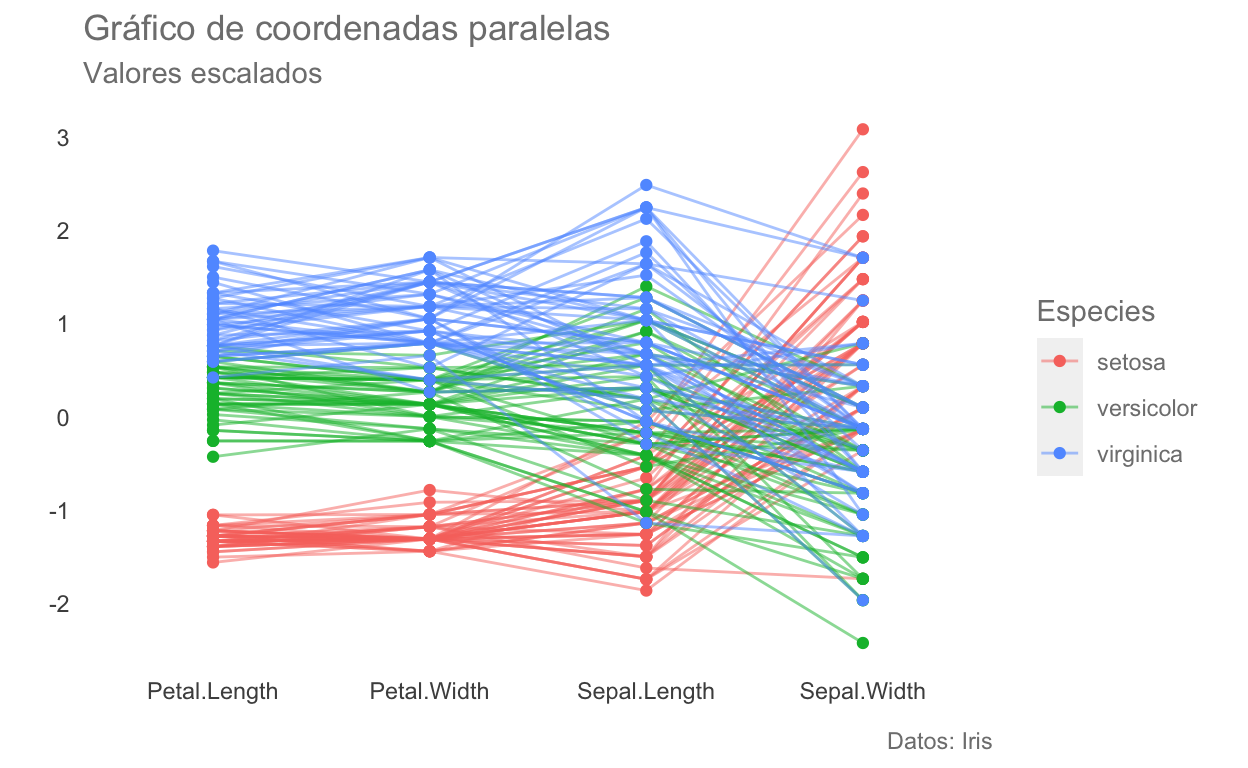 Gráfico de coordenadas paralelas
Valores escalados
3
2
1
0
-1
-2
Petal.Length
Petal.Width
Sepal.Length
Sepal.Width
Especies
setosa
versicolor
virginica
Datos: Iris